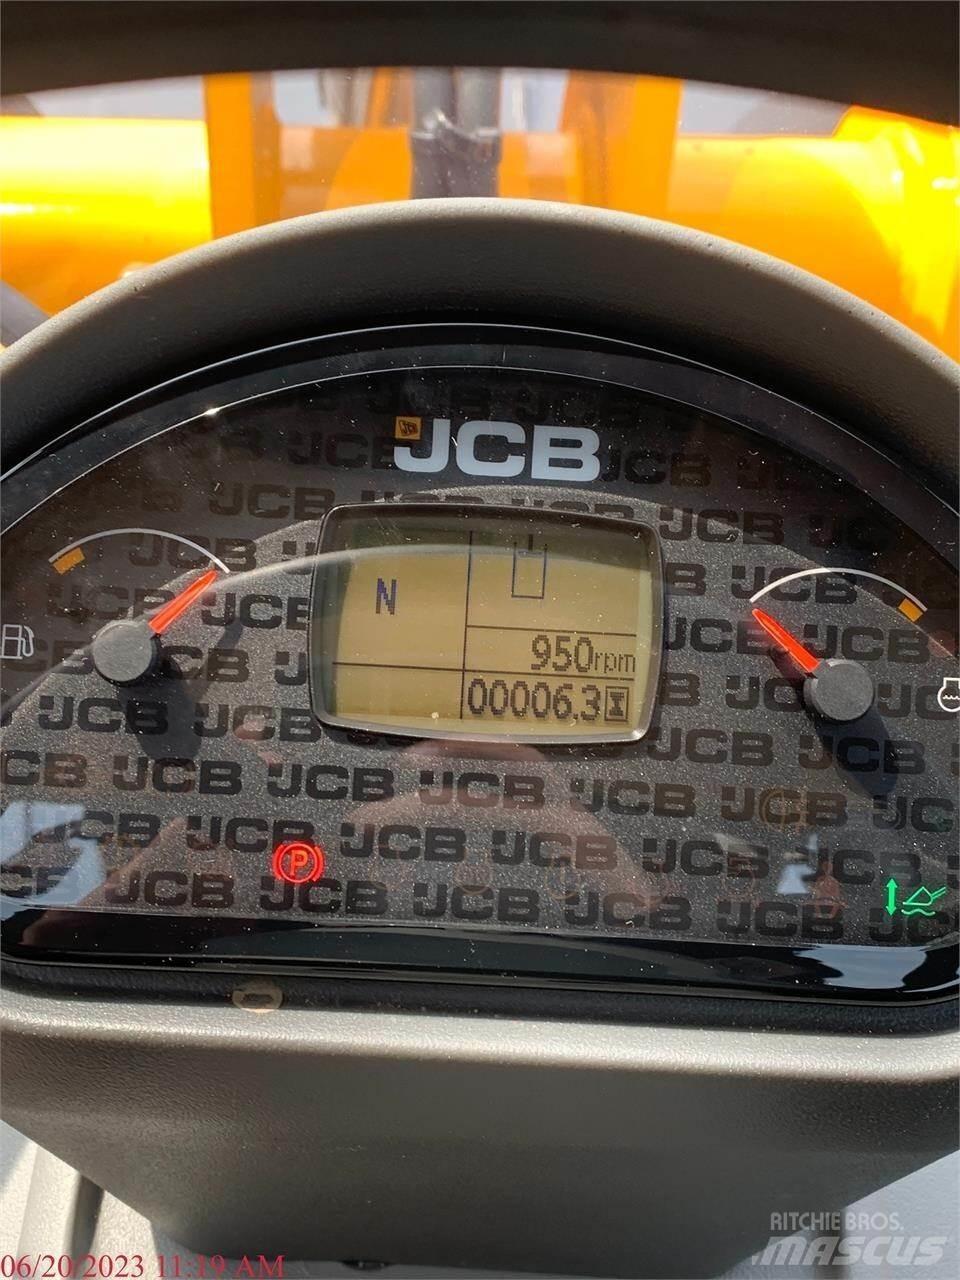 JCB
N
950rpm
00006,3
P
RITCHIE BROS.
MASCUS
06/20/2023 11:19 AM